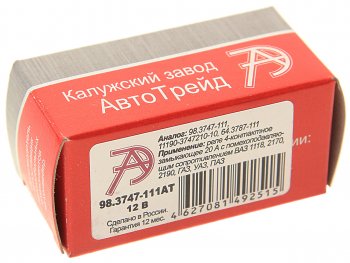 Калужский завод
АвтоТрейд
Аналог: 98.3747-111,
11190-3747210-10, 64.3787-111
Применение: реле 4-контактное
замыкающее 20 А с помехоподавляю-
щим сопротивлением ВАЗ 1118, 2170,
2190, ГАЗ, УАЗ, ПАЗ
98.3747-111АТ
12 В
Сделано в России.
Гарантия 12 мес.
4 627081 492515